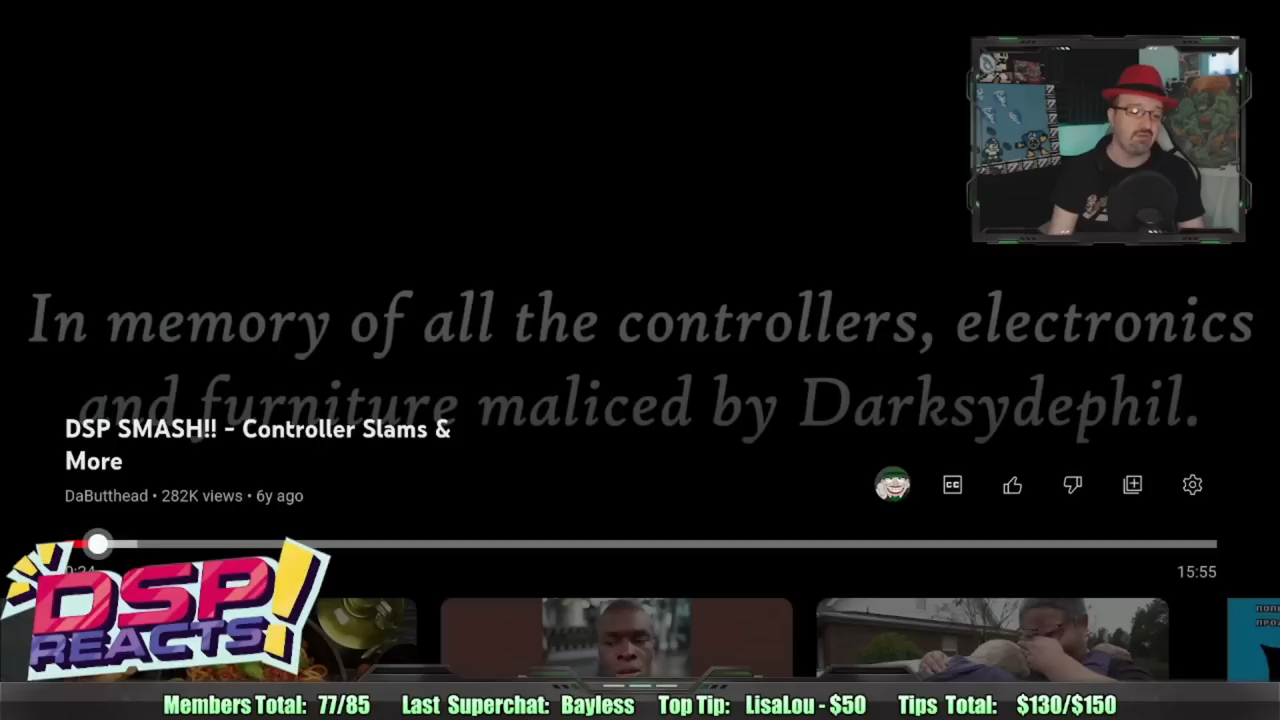 In memory of all the controllers, electronics
and furniture maliced by Darksydephil.
DSP SMASH!! - Controller Slams &
More
DaButthead • 282K views • 6y ago
CC
0:24
15:55
DSP!
REACTS!
Members Total: 77/85 Last Superchat: Bayless Top Tip: LisaLou - $50 Tips Total: $130/$150